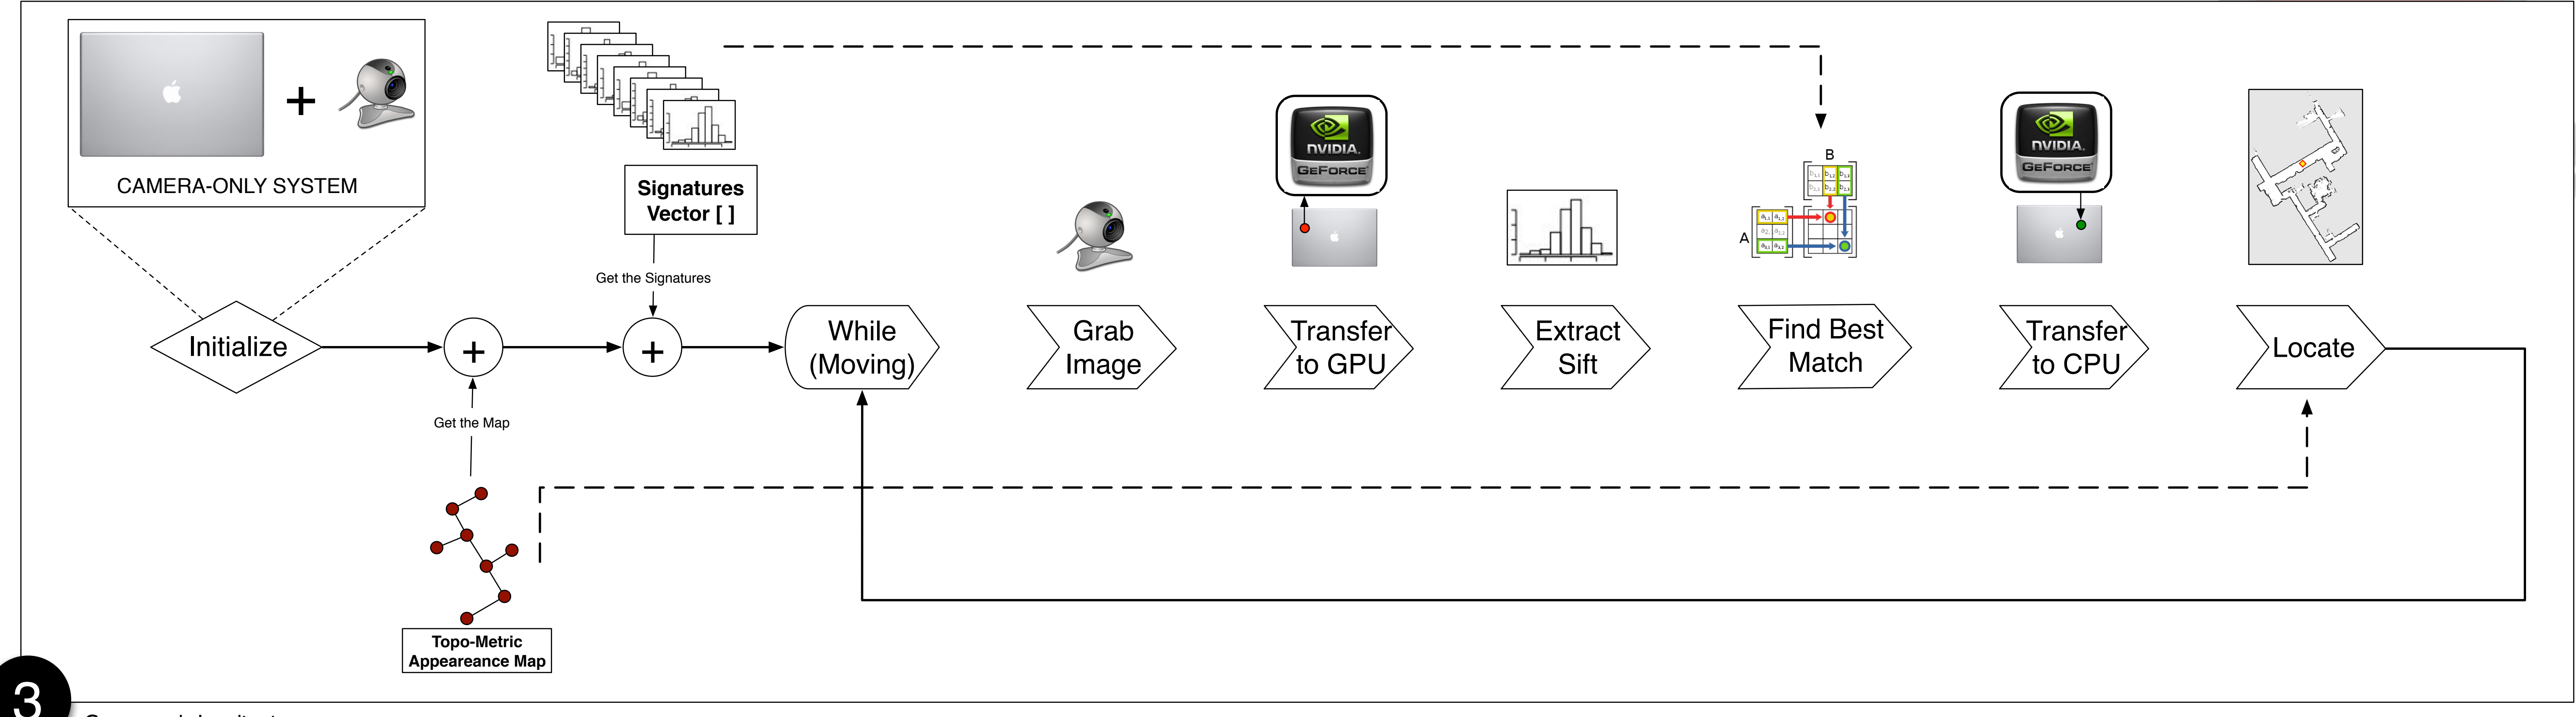 CAMERA-ONLY SYSTEM
Signatures
Vector [ ]
Get the Signatures
Initialize
+
+
+
While
(Moving)
Grab
Image
NVIDIA.
GEFORCE
Transfer
to GPU
Extract
Sift
B
A
Find Best
Match
NVIDIA.
GEFORCE
Transfer
to CPU
Locate
Get the Map
Topo-Metric
Appeareance Map
3